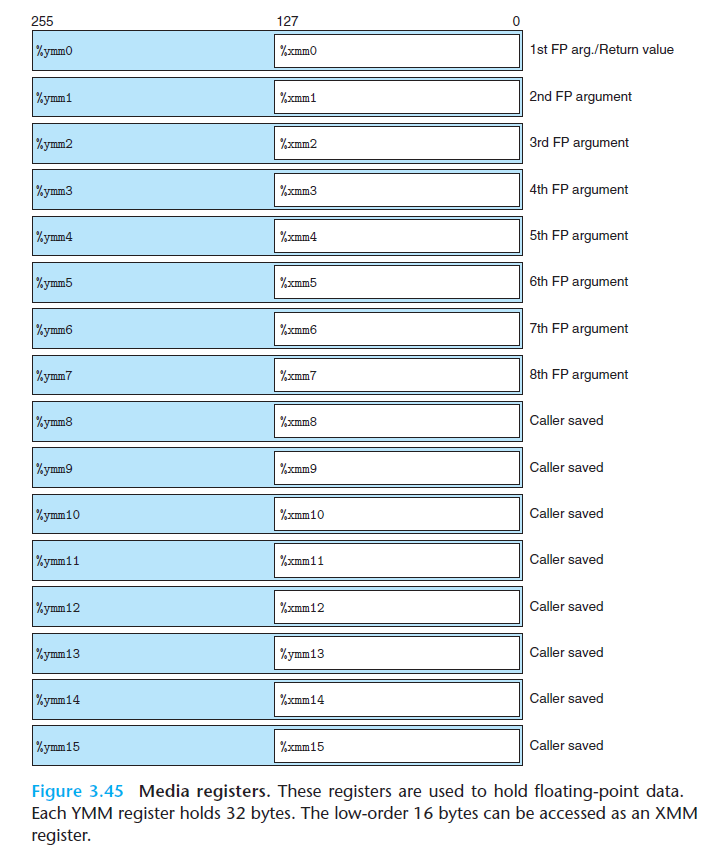 255 127 0
%ymm0 %xmm0 1st FP arg./Return value
%ymm1 %xmm1 2nd FP argument
%ymm2 %xmm2 3rd FP argument
%ymm3 %xmm3 4th FP argument
%ymm4 %xmm4 5th FP argument
%ymm5 %xmm5 6th FP argument
%ymm6 %xmm6 7th FP argument
%ymm7 %xmm7 8th FP argument
%ymm8 %xmm8 Caller saved
%ymm9 %xmm9 Caller saved
%ymm10 %xmm10 Caller saved
%ymm11 %xmm11 Caller saved
%ymm12 %xmm12 Caller saved
%ymm13 %ymm13 Caller saved
%ymm14 %xmm14 Caller saved
%ymm15 %xmm15 Caller saved
Figure 3.45 Media registers. These registers are used to hold floating-point data.
Each YMM register holds 32 bytes. The low-order 16 bytes can be accessed as an XMM
register.